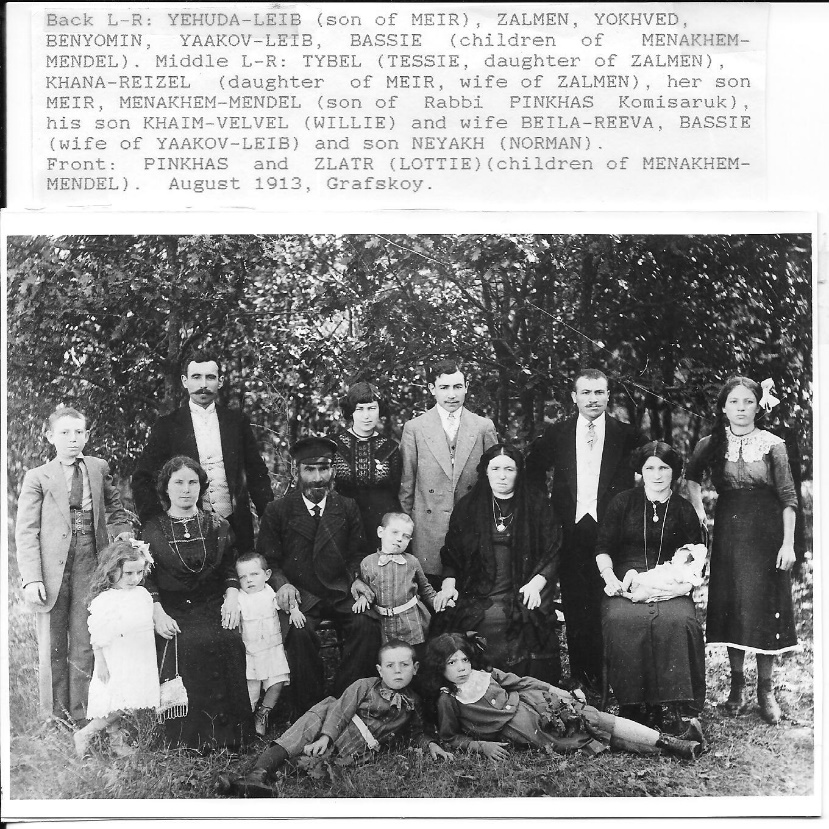 Back L-R: YEHUDA-LEIB (son of MEIR), ZALMEN, YOKHVED,
BENYOMIN, YAAKOV-LEIB, BASSIE (children of MENAKHEM-
MENDEL). Middle L-R: TYBEL (TESSIE, daughter of ZALMEN),
KHANA-REIZEL (daughter of MEIR, wife of ZALMEN), her son
MEIR, MENAKHEM-MENDEL (son of Rabbi PINKHAS Komisaruk),
his son KHAIM-VELVEL (WILLIE) and wife BEILA-REEVA, BASSIE
(wife of YAAKOV-LEIB) and son NEYAKH (NORMAN).
Front: PINKHAS and ZLATR (LOTTIE)(children of MENAKHEM-
MENDEL). August 1913, Grafskoy.